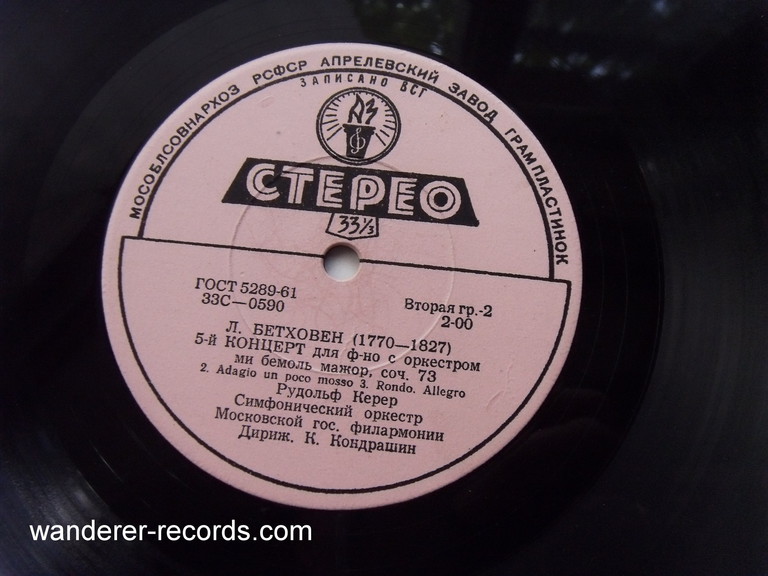 МОСОБЛСОВНАРХОЗ РСФСР АПРЕЛЕВСКИЙ ЗАВОД ГРАМПЛАСТИНОК
ЗАПИСАНО ВСГ
АЗ
СТЕРЕО
33⅓
ГОСТ 5289-61
33С—0590
Вторая гр.-2
2-00
Л. БЕТХОВЕН (1770—1827)
5-й КОНЦЕРТ для ф-но с оркестром
ми бемоль мажор, соч. 73
2. Adagio un poco mosso 3. Rondo. Allegro
Рудольф Керер
Симфонический оркестр
Московской гос. филармонии
Дириж. К. Кондрашин
wanderer-records.com